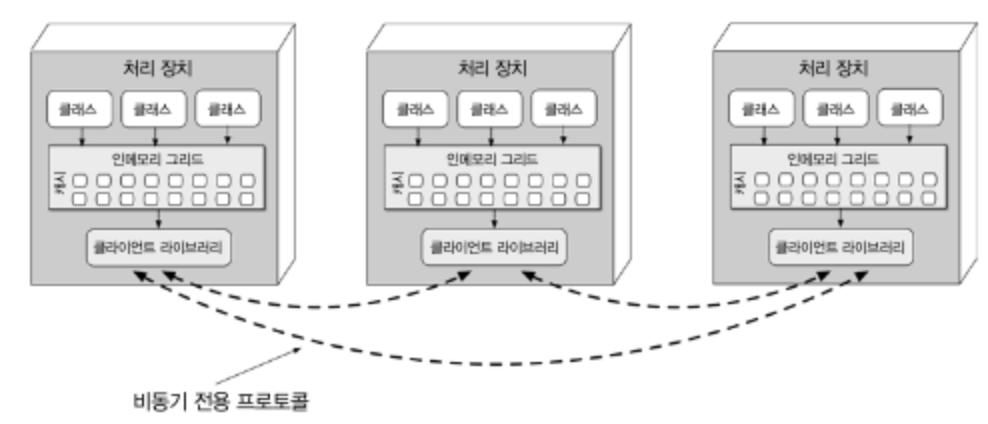 처리 장치
클래스
클래스
클래스
인메모리 그리드
캐시
클라이언트 라이브러리
처리 장치
클래스
클래스
클래스
인메모리 그리드
캐시
클라이언트 라이브러리
처리 장치
클래스
클래스
클래스
인메모리 그리드
캐시
클라이언트 라이브러리
비동기 전용 프로토콜